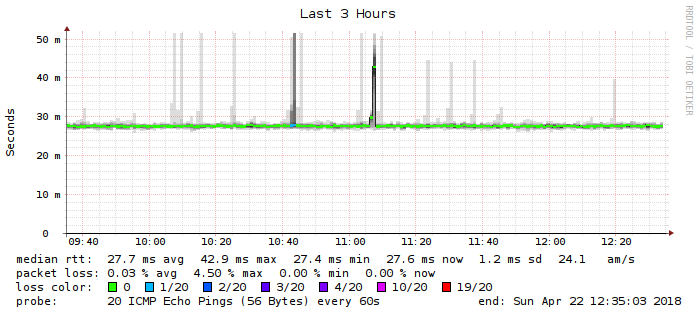 Last 3 Hours
RRDTOOL / TOBI OETIKER
Seconds
50 m
40 m
30 m
20 m
10 m
0
09:40 10:00 10:20 10:40 11:00 11:20 11:40 12:00 12:20
median rtt: 27.7 ms avg 42.9 ms max 27.4 ms min 27.6 ms now 1.2 ms sd 24.1 am/s
packet loss: 0.03 % avg 4.50 % max 0.00 % min 0.00 % now
loss color: 0 1/20 2/20 3/20 4/20 10/20 19/20
probe: 20 ICMP Echo Pings (56 Bytes) every 60s end: Sun Apr 22 12:35:03 2018